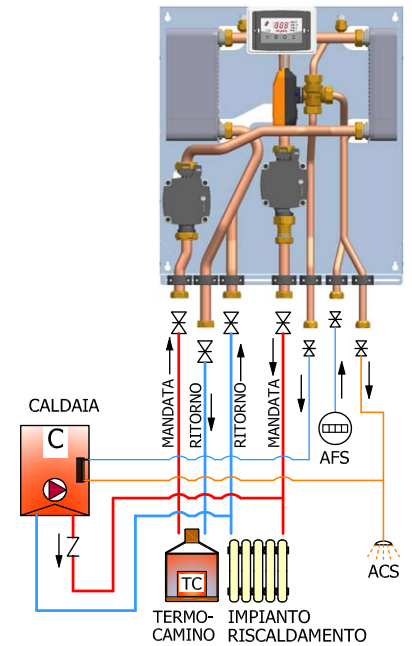 MANDATA
RITORNO
RITORNO
MANDATA
CALDAIA
C
AFS
TC
ACS
TERMO-
CAMINO
IMPIANTO
RISCALDAMENTO